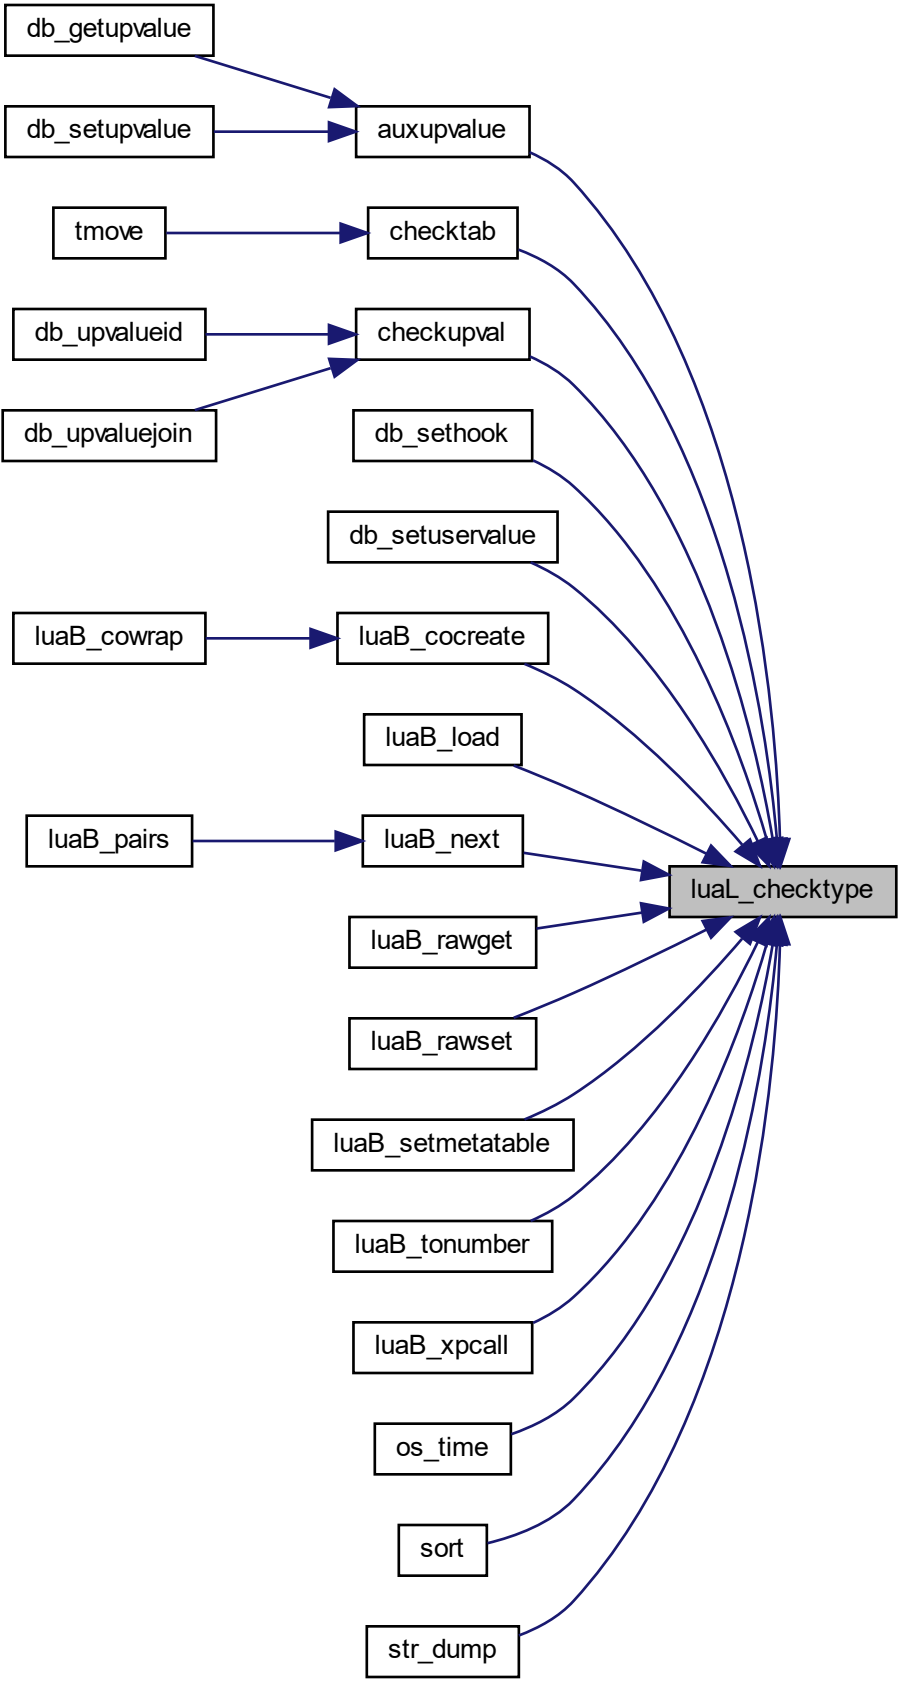 db_getupvalue
auxupvalue
db_setupvalue
tmove
checktab
db_upvalueid
checkupval
db_upvaluejoin
db_sethook
db_setuservalue
luaB_cowrap
luaB_cocreate
luaB_load
luaB_pairs
luaB_next
luaL_checktype
luaB_rawget
luaB_rawset
luaB_setmetatable
luaB_tonumber
luaB_xpcall
os_time
sort
str_dump